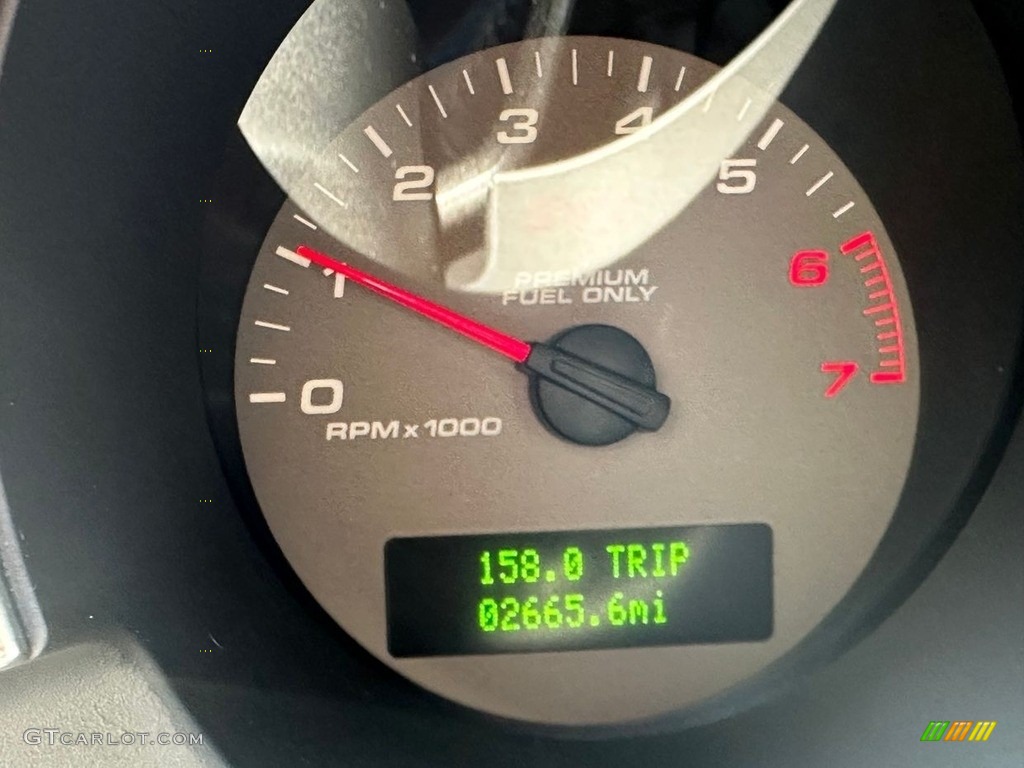 3 4
2 5
1 6
PREMIUM
FUEL ONLY
0 7
RPM x 1000
158.0 TRIP
02665.6mi
GTCARLOT.COM